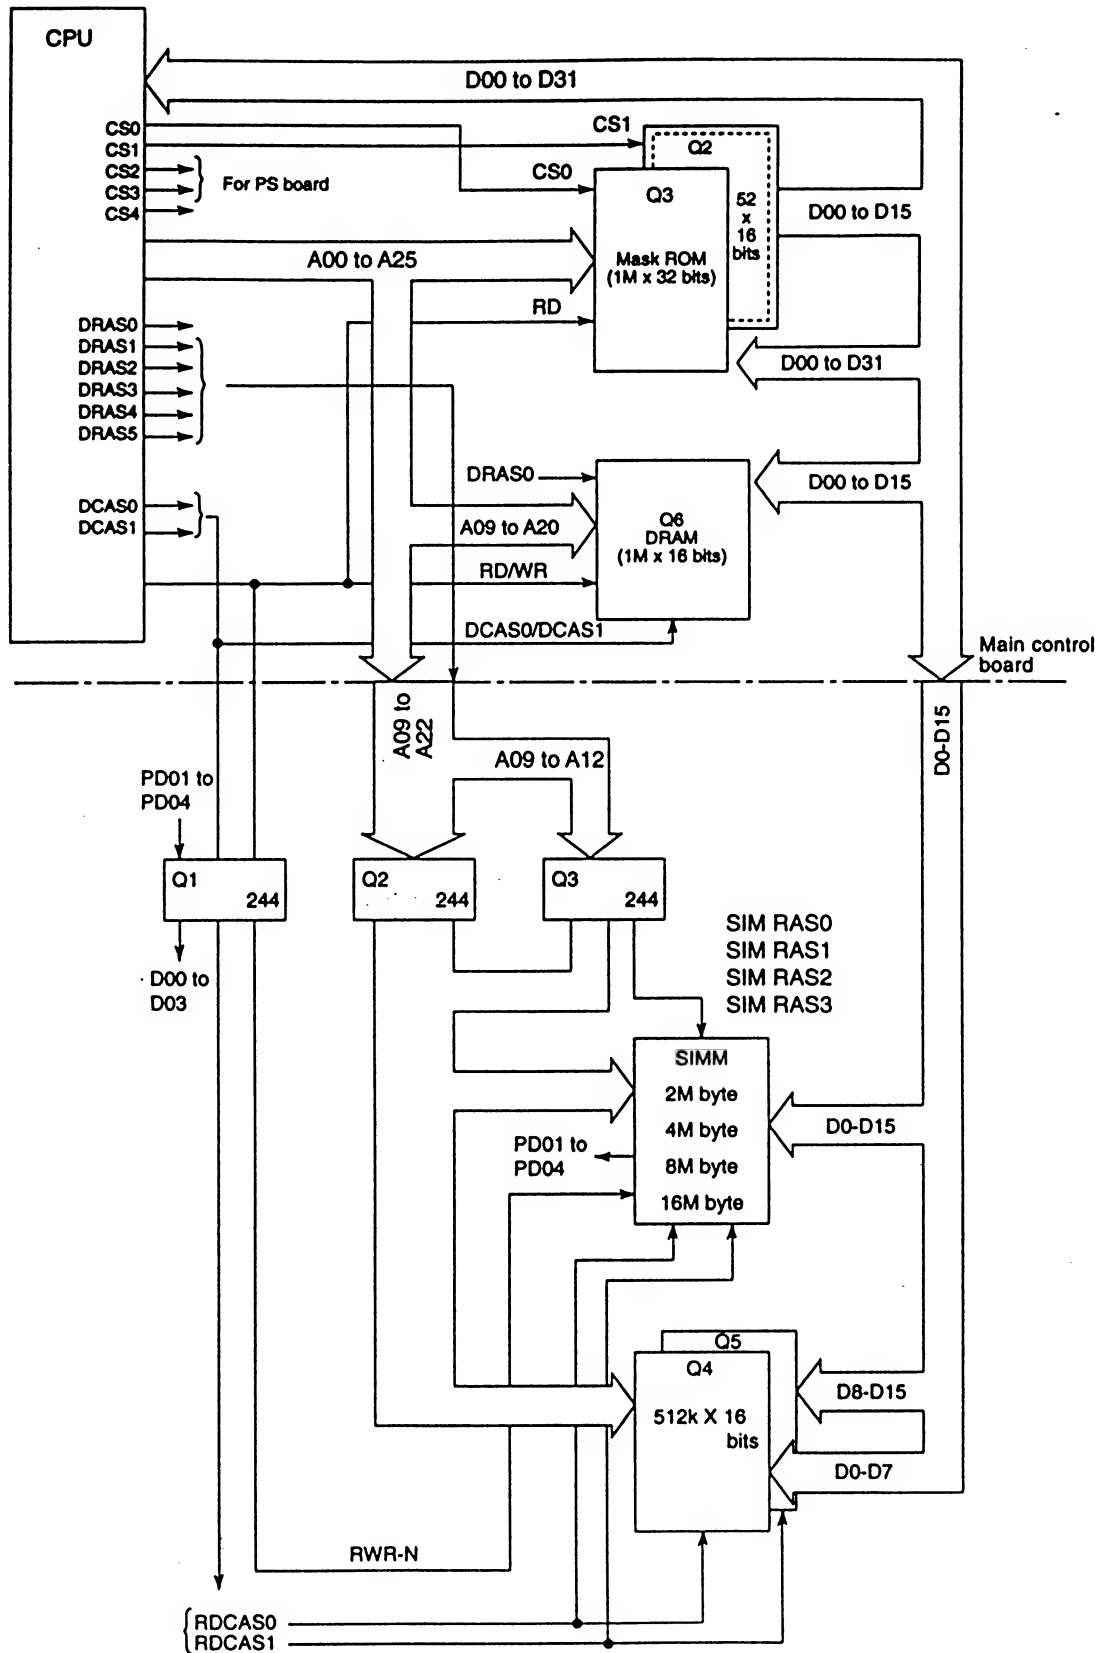 CPU
D00 to D31
CS0
CS1
CS2
CS3
CS4
For PS board
CS1
CS0
Q2
Q3
52
x
16
bits
Mask ROM
(1M x 32 bits)
D00 to D15
A00 to A25
RD
D00 to D31
DRAS0
DRAS1
DRAS2
DRAS3
DRAS4
DRAS5
DCAS0
DCAS1
DRAS0
A09 to A20
Q6
DRAM
(1M x 16 bits)
D00 to D15
RD/WR
DCAS0/DCAS1
Main control
board
A09 to
A22
D0-D15
A09 to A12
PD01 to
PD04
Q1
244
Q2
244
Q3
244
D00 to
D03
SIM RAS0
SIM RAS1
SIM RAS2
SIM RAS3
SIMM
2M byte
4M byte
8M byte
16M byte
PD01 to
PD04
D0-D15
Q5
Q4
512k X 16
bits
D8-D15
D0-D7
RWR-N
RDCAS0
RDCAS1